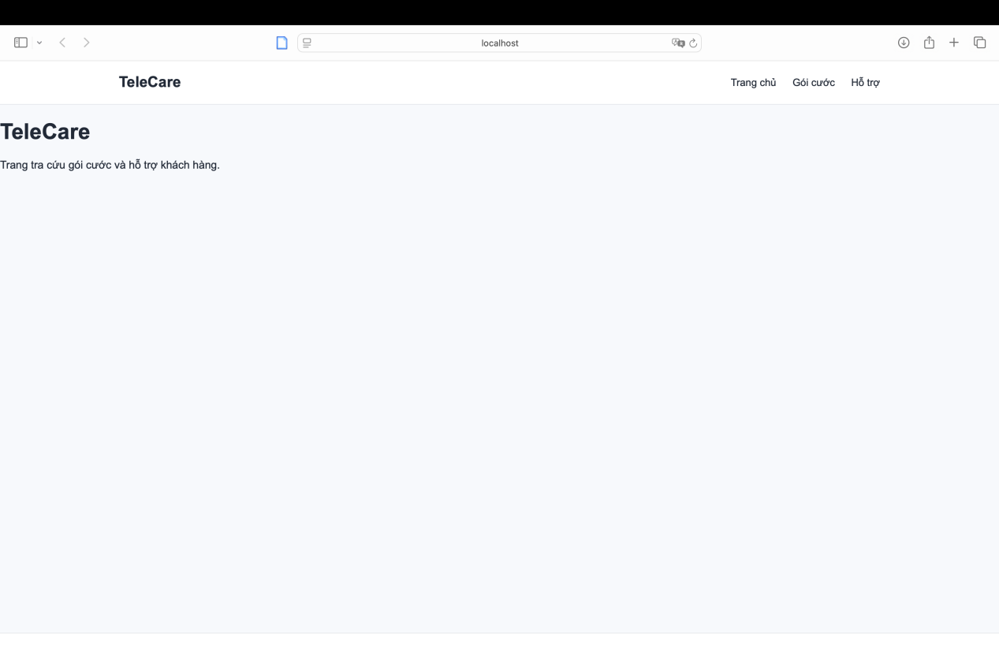 localhost
TeleCare
Trang chủ Gói cước Hỗ trợ
TeleCare
Trang tra cứu gói cước và hỗ trợ khách hàng.